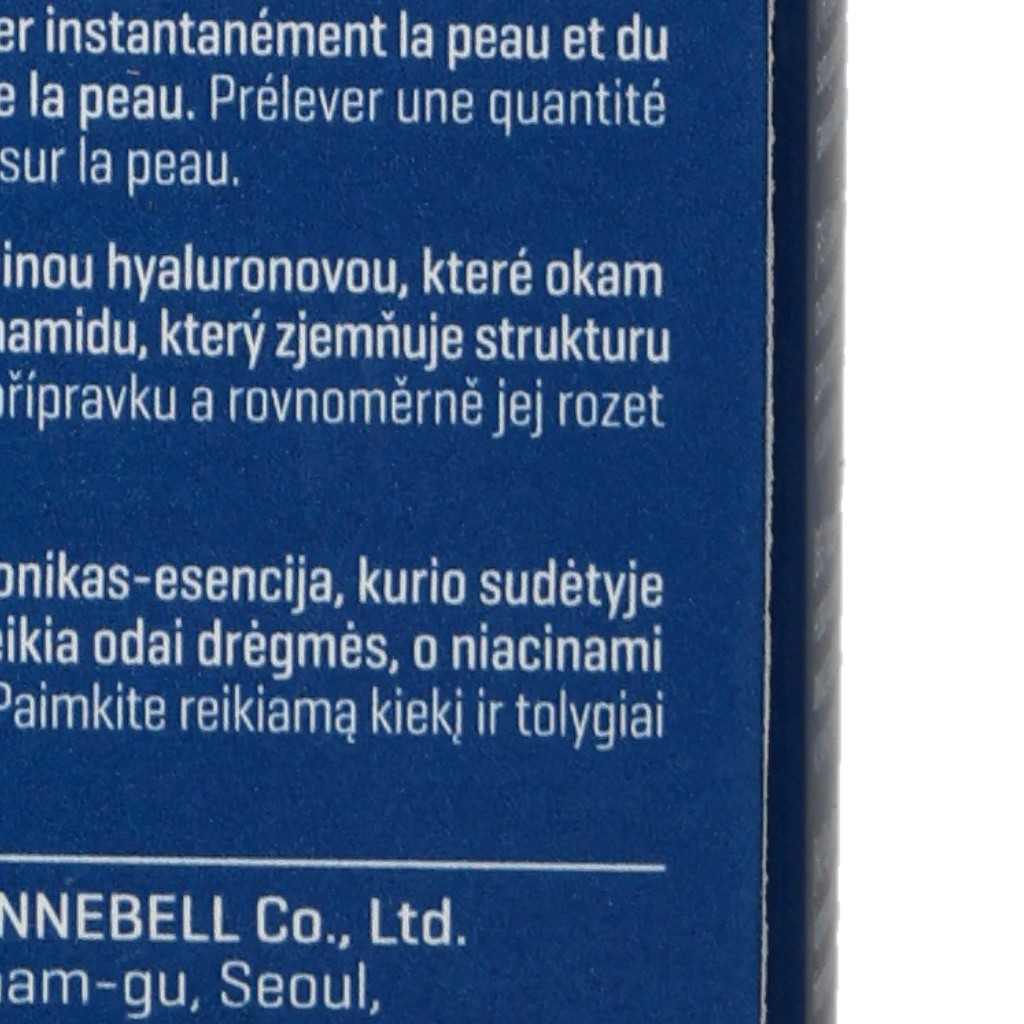 er instantanément la peau et du
e la peau. Prélever une quantité
sur la peau.
inou hyaluronovou, které okam
namidu, který zjemňuje strukturu
přípravku a rovnoměrně jej rozet
onikas-esencija, kurio sudėtyje
eikia odai drėgmės, o niacinami
Paimkite reikiamą kiekį ir tolygiai
NNEBELL Co., Ltd.
nam-gu, Seoul,